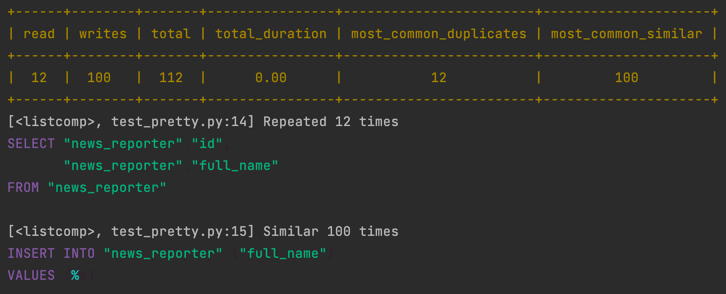 +------+--------+-------+----------------+------------------------+---------------------+
| read | writes | total | total_duration | most_common_duplicates | most_common_similar |
+------+--------+-------+----------------+------------------------+---------------------+
|  12  |  100   |  112  |      0.00      |           12           |         100         |
+------+--------+-------+----------------+------------------------+---------------------+
[<listcomp>, test_pretty.py:14] Repeated 12 times
SELECT "news_reporter" "id"
       "news_reporter" "full_name"
FROM "news_reporter"
[<listcomp>, test_pretty.py:15] Similar 100 times
INSERT INTO "news_reporter" ("full_name"
VALUES %